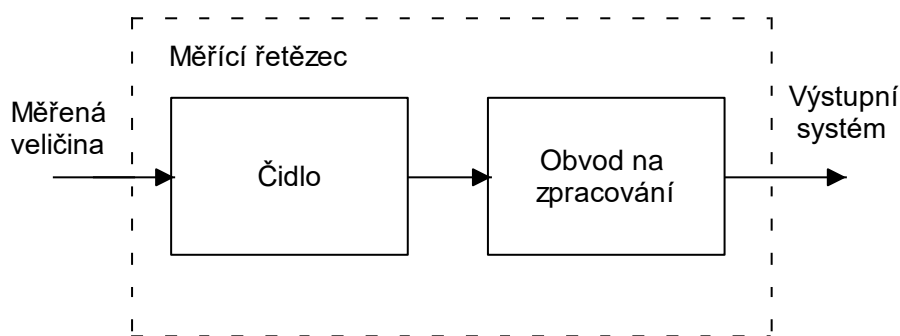 Měřící řetězec
Měřená
veličina
Čidlo
Obvod na
zpracování
Výstupní
systém